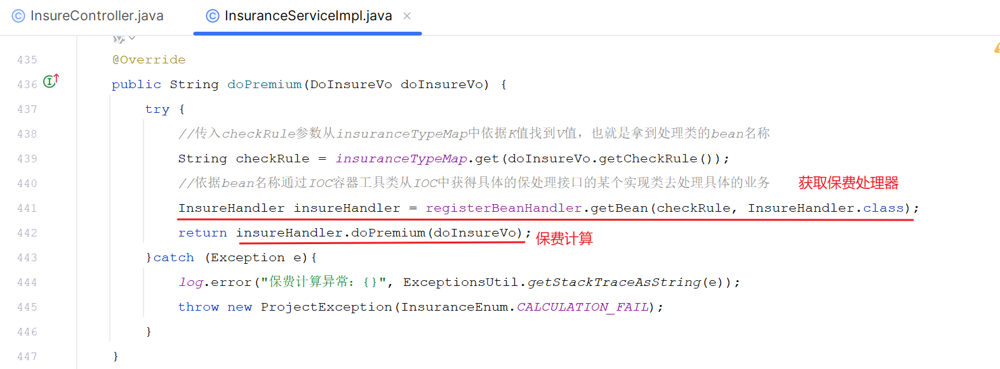 InsureController.java InsuranceServiceImpl.java
435 @Override
436 public String doPremium(DoInsureVo doInsureVo) {
437 try {
438 //传入checkRule参数从insuranceTypeMap中依据K值找到V值，也就是拿到处理类的bean名称
439 String checkRule = insuranceTypeMap.get(doInsureVo.getCheckRule());
440 //依据bean名称通过IOC容器工具类从IOC中获得具体的保处理接口的某个实现类去处理具体的业务 获取保费处理器
441 InsureHandler insureHandler = registerBeanHandler.getBean(checkRule, InsureHandler.class);
442 return insureHandler.doPremium(doInsureVo); 保费计算
443 }catch (Exception e){
444 log.error("保费计算异常：{}", ExceptionsUtil.getStackTraceAsString(e));
445 throw new ProjectException(InsuranceEnum.CALCULATION_FAIL);
446 }
447 }